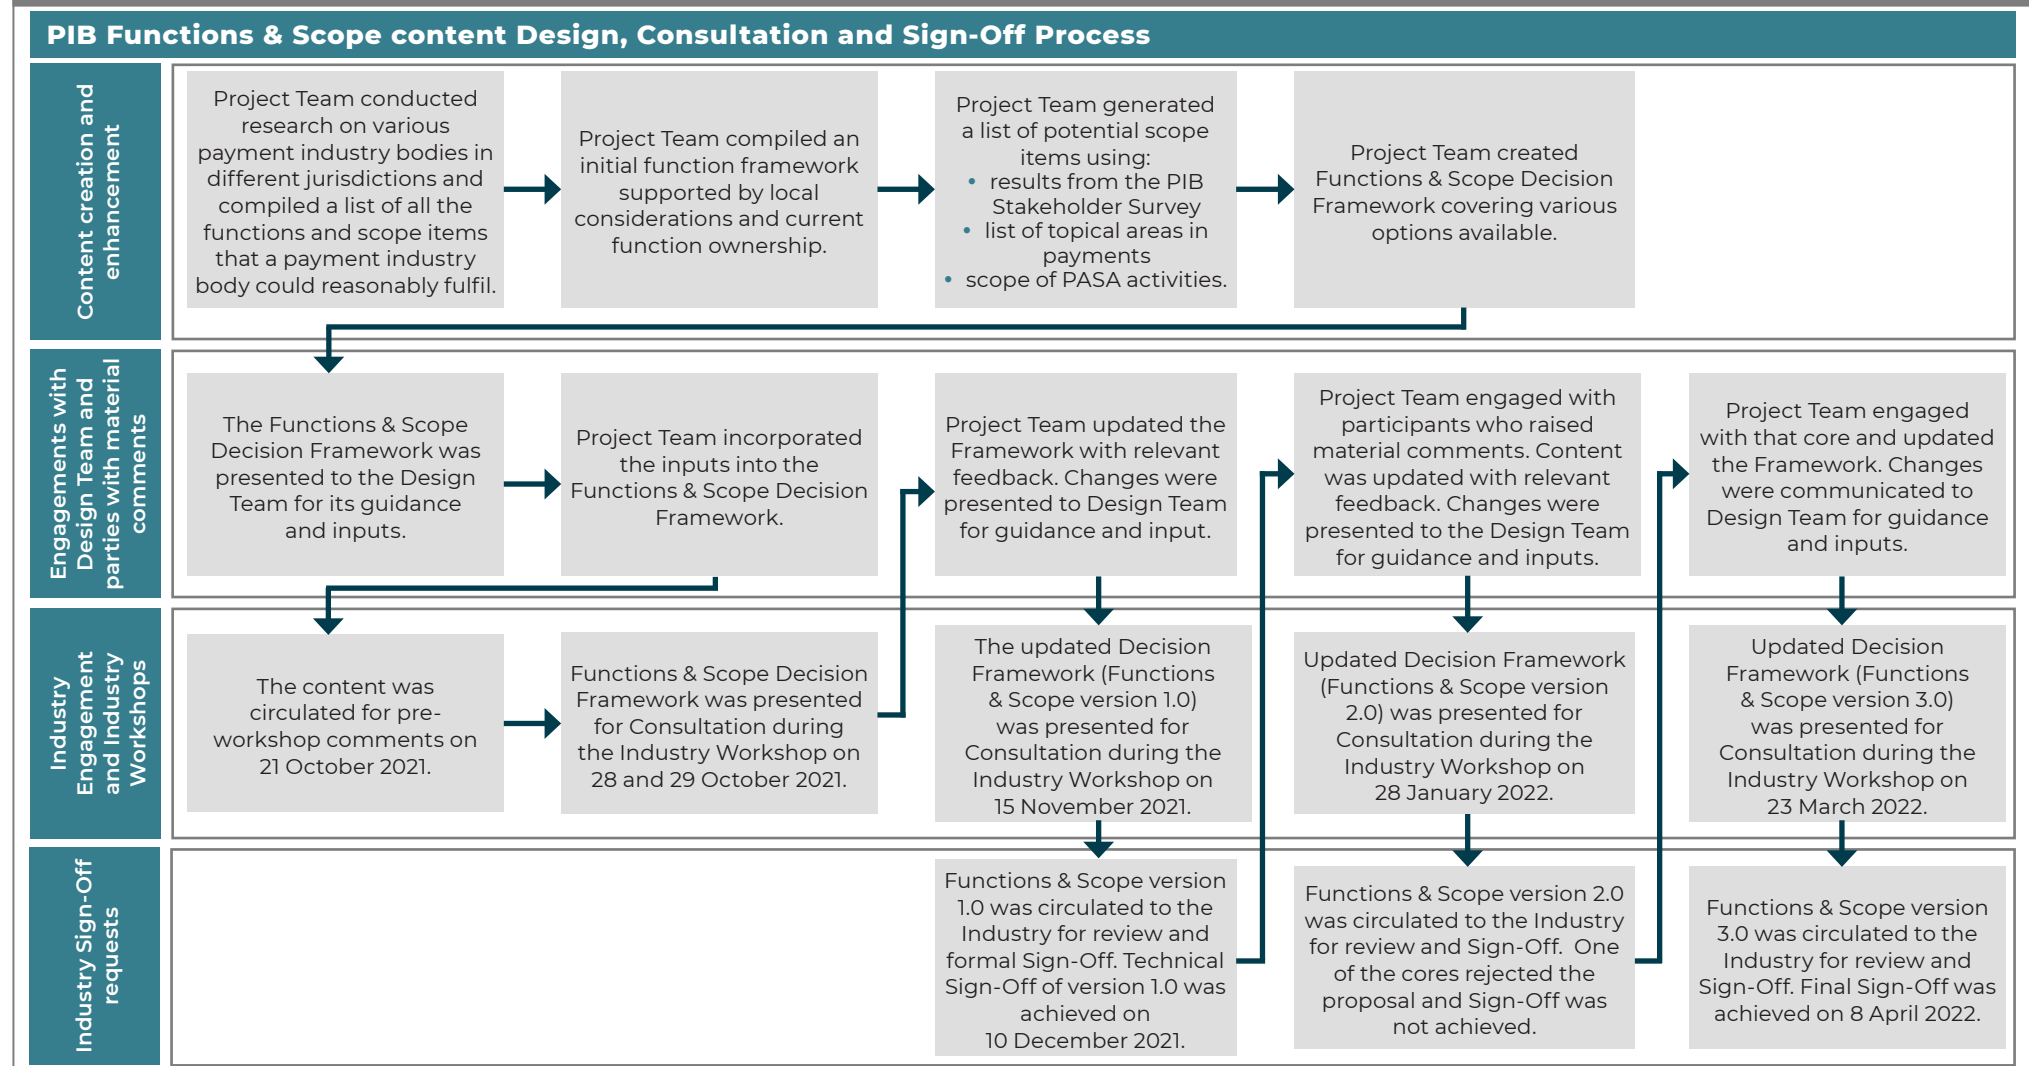 PIB Functions & Scope content Design, Consultation and Sign-Off Process
Content creation and
enhancement
Project Team conducted
research on various
payment industry bodies in
different jurisdictions and
compiled a list of all the
functions and scope items
that a payment industry
body could reasonably fulfil.
Project Team compiled an
initial function framework
supported by local
considerations and current
function ownership.
Project Team generated
a list of potential scope
items using:
• results from the PIB
Stakeholder Survey
• list of topical areas in
payments
• scope of PASA activities.
Project Team created
Functions & Scope Decision
Framework covering various
options available.
Engagements with
Design Team and
parties with material
comments
The Functions & Scope
Decision Framework was
presented to the Design
Team for its guidance
and inputs.
Project Team incorporated
the inputs into the
Functions & Scope Decision
Framework.
Project Team updated the
Framework with relevant
feedback. Changes were
presented to Design Team
for guidance and input.
Project Team engaged with
participants who raised
material comments. Content
was updated with relevant
feedback. Changes were
presented to the Design Team
for guidance and inputs.
Project Team engaged
with that core and updated
the Framework. Changes
were communicated to
Design Team for guidance
and inputs.
Industry
Engagement
and Industry
Workshops
The content was
circulated for pre-
workshop comments on
21 October 2021.
Functions & Scope Decision
Framework was presented
for Consultation during
the Industry Workshop on
28 and 29 October 2021.
The updated Decision
Framework (Functions
& Scope version 1.0)
was presented for
Consultation during the
Industry Workshop on
15 November 2021.
Updated Decision Framework
(Functions & Scope version
2.0) was presented for
Consultation during the
Industry Workshop on
28 January 2022.
Updated Decision
Framework (Functions
& Scope version 3.0)
was presented for
Consultation during the
Industry Workshop on
23 March 2022.
Industry Sign-Off
requests
Functions & Scope version
1.0 was circulated to the
Industry for review and
formal Sign-Off. Technical
Sign-Off of version 1.0 was
achieved on
10 December 2021.
Functions & Scope version 2.0
was circulated to the Industry
for review and Sign-Off. One
of the cores rejected the
proposal and Sign-Off was
not achieved.
Functions & Scope version
3.0 was circulated to the
Industry for review and
Sign-Off. Final Sign-Off was
achieved on 8 April 2022.